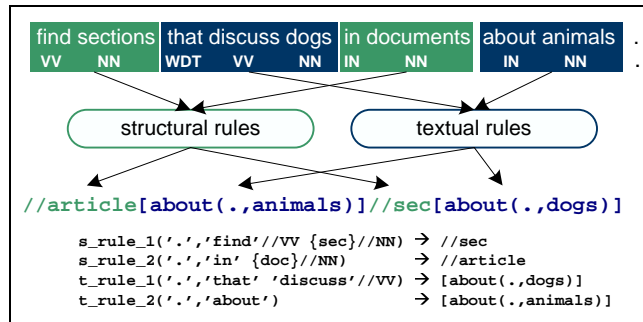 find sections that discuss dogs in documents about animals .
VV NN WDT VV NN IN NN IN NN .
structural rules textual rules
//article[about(.,animals)]//sec[about(.,dogs)]
s_rule_1('.','find'//VV {sec}//NN) → //sec
s_rule_2('.','in' {doc}//NN) → //article
t_rule_1('.','that' 'discuss'//VV) → [about(.,dogs)]
t_rule_2('.','about') → [about(.,animals)]